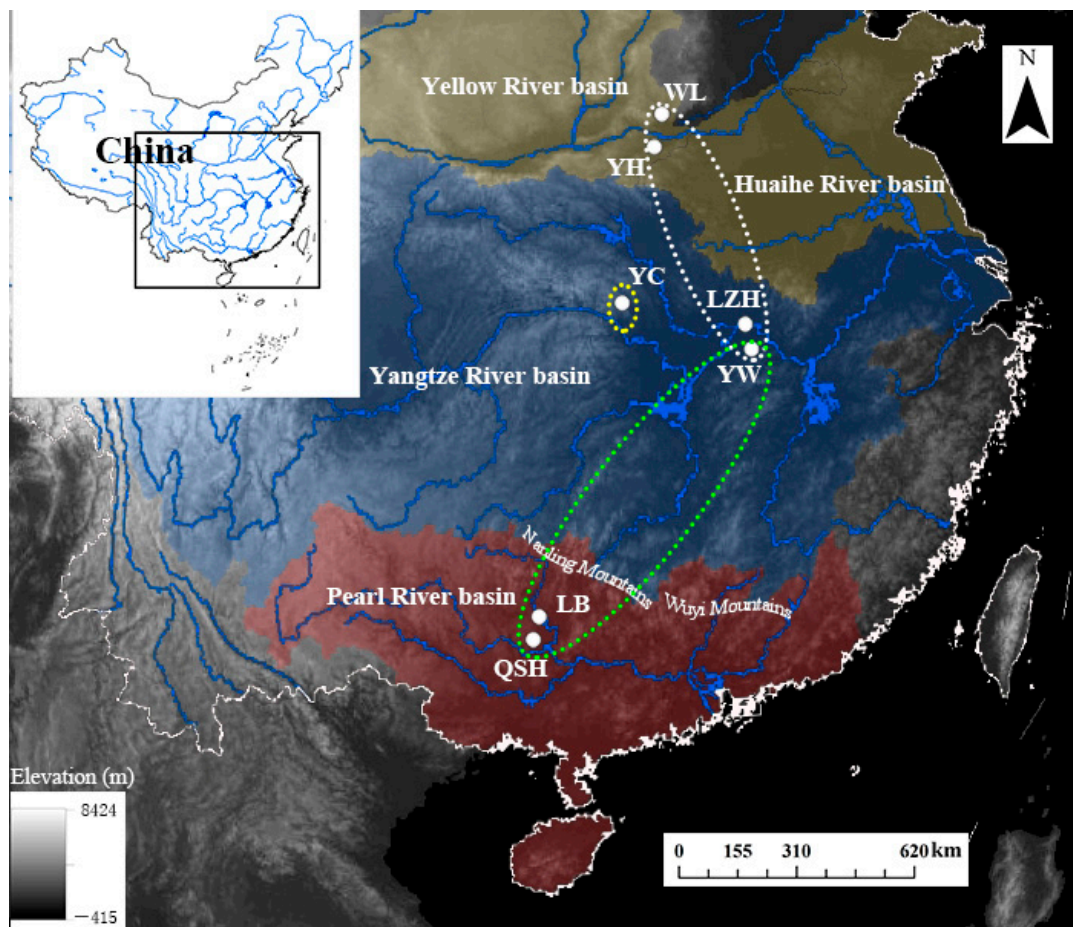 China
N
Yellow River basin
WL
YH
Huaihe River basin
YC
LZH
Yangtze River basin
YW
Nanling Mountains
Pearl River basin
LB
Wuyi Mountains
QSH
Elevation (m)
8424
-415
0 155 310 620 km